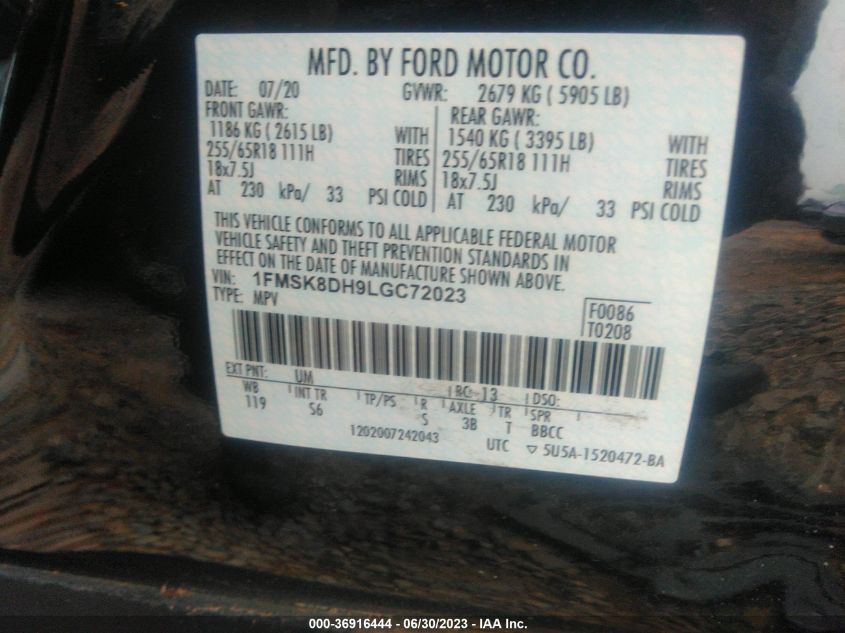 MFD. BY FORD MOTOR CO.
DATE: 07/20 GVWR: 2679 KG ( 5905 LB)
FRONT GAWR: REAR GAWR:
1186 KG ( 2615 LB) WITH 1540 KG ( 3395 LB) WITH
255/65R18 111H TIRES 255/65R18 111H TIRES
18x7.5J RIMS 18x7.5J RIMS
AT 230 kPa/ 33 PSI COLD AT 230 kPa/ 33 PSI COLD
THIS VEHICLE CONFORMS TO ALL APPLICABLE FEDERAL MOTOR
VEHICLE SAFETY AND THEFT PREVENTION STANDARDS IN
EFFECT ON THE DATE OF MANUFACTURE SHOWN ABOVE.
VIN: 1FMSK8DH9LGC72023
TYPE: MPV
F0086
T0208
EXT PNT: UM RC: 13 DSO:
WB INT TR TP/PS R AXLE TR SPR
119 S6 S 3B T BBCC
1202007242043 UTC ▽ 5U5A-1520472-BA
000-36916444 - 06/30/2023 - IAA Inc.